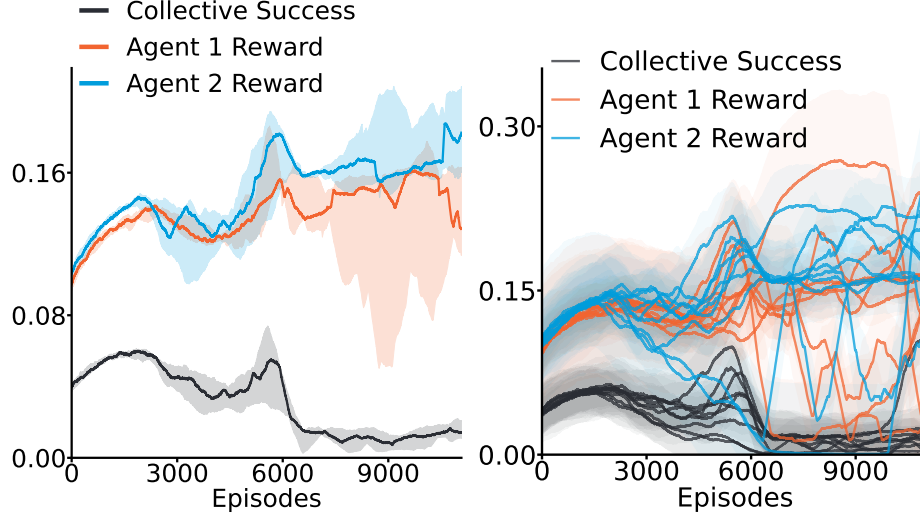 Collective Success
Agent 1 Reward
Agent 2 Reward
0.16
0.08
0.00
0 3000 6000 9000
Episodes
Collective Success
Agent 1 Reward
Agent 2 Reward
0.30
0.15
0.00
0 3000 6000 9000
Episodes